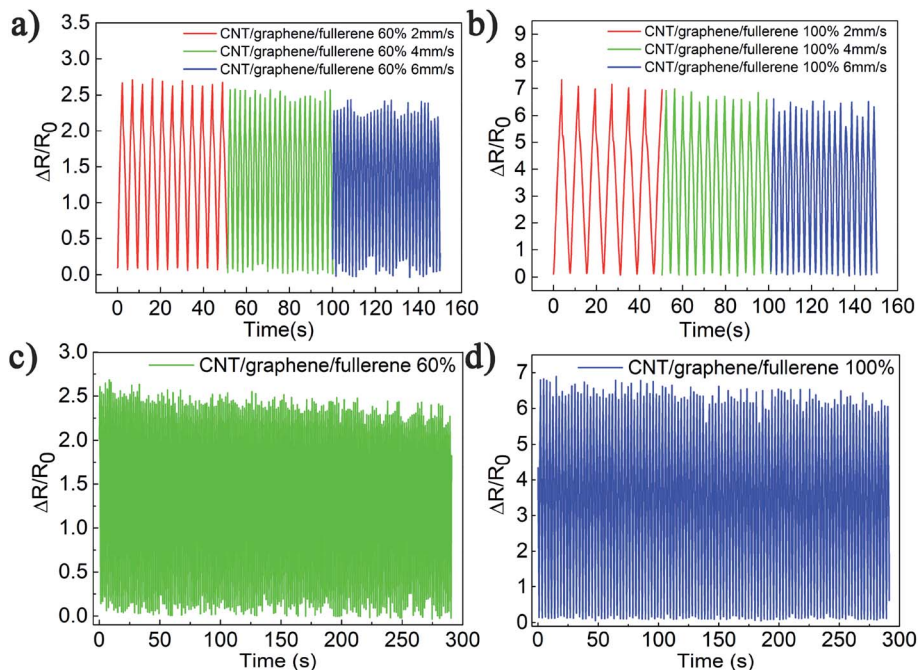 a)
3.5
3.0
2.5
2.0
1.5
1.0
0.5
0.0
ΔR/R0
CNT/graphene/fullerene 60% 2mm/s
CNT/graphene/fullerene 60% 4mm/s
CNT/graphene/fullerene 60% 6mm/s
0 20 40 60 80 100 120 140 160
Time(s)
b)
9
8
7
6
5
4
3
2
1
0
ΔR/R0
CNT/graphene/fullerene 100% 2mm/s
CNT/graphene/fullerene 100% 4mm/s
CNT/graphene/fullerene 100% 6mm/s
0 20 40 60 80 100 120 140 160
Time(s)
c)
3.0
2.5
2.0
1.5
1.0
0.5
0.0
ΔR/R0
CNT/graphene/fullerene 60%
0 50 100 150 200 250 300
Time (s)
d)
7
6
5
4
3
2
1
0
ΔR/R0
CNT/graphene/fullerene 100%
0 50 100 150 200 250 300
Time (s)